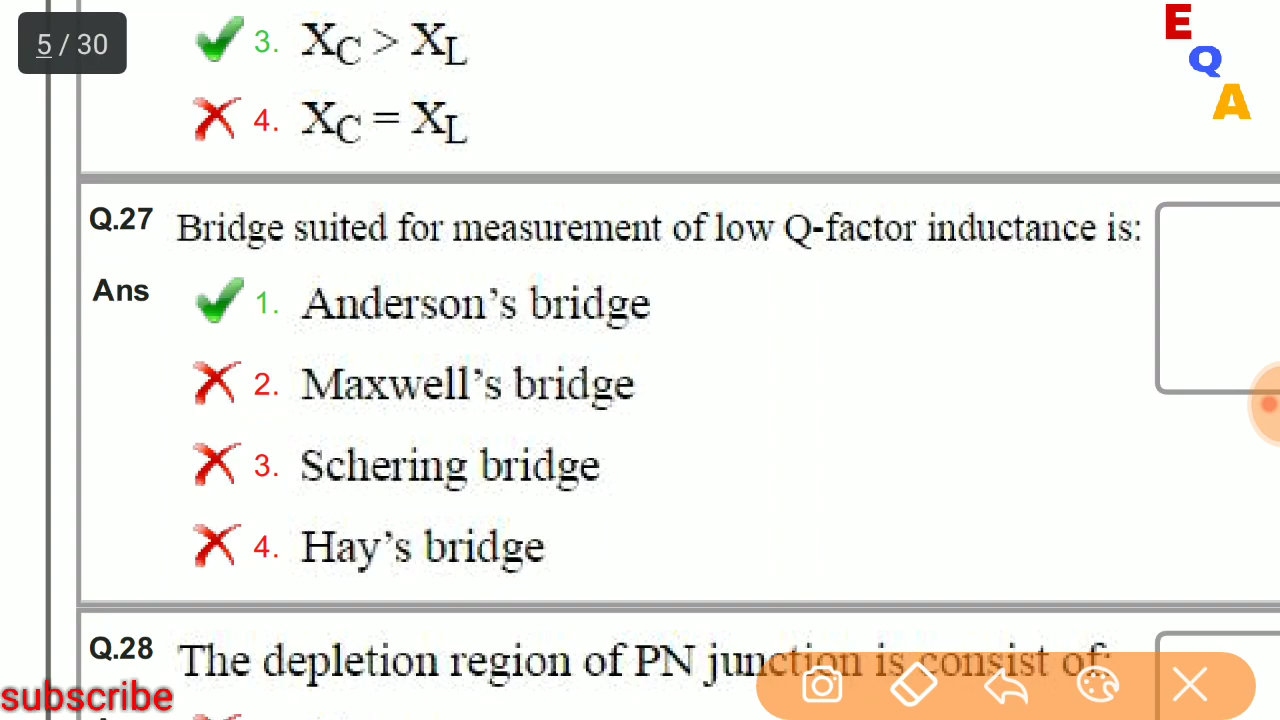 5 / 30
3. XC > XL
4. XC = XL
E
Q
A
Q.27 Bridge suited for measurement of low Q-factor inductance is:
Ans 1. Anderson's bridge
2. Maxwell's bridge
3. Schering bridge
4. Hay's bridge
Q.28 The depletion region of PN junction is consist of:
subscribe